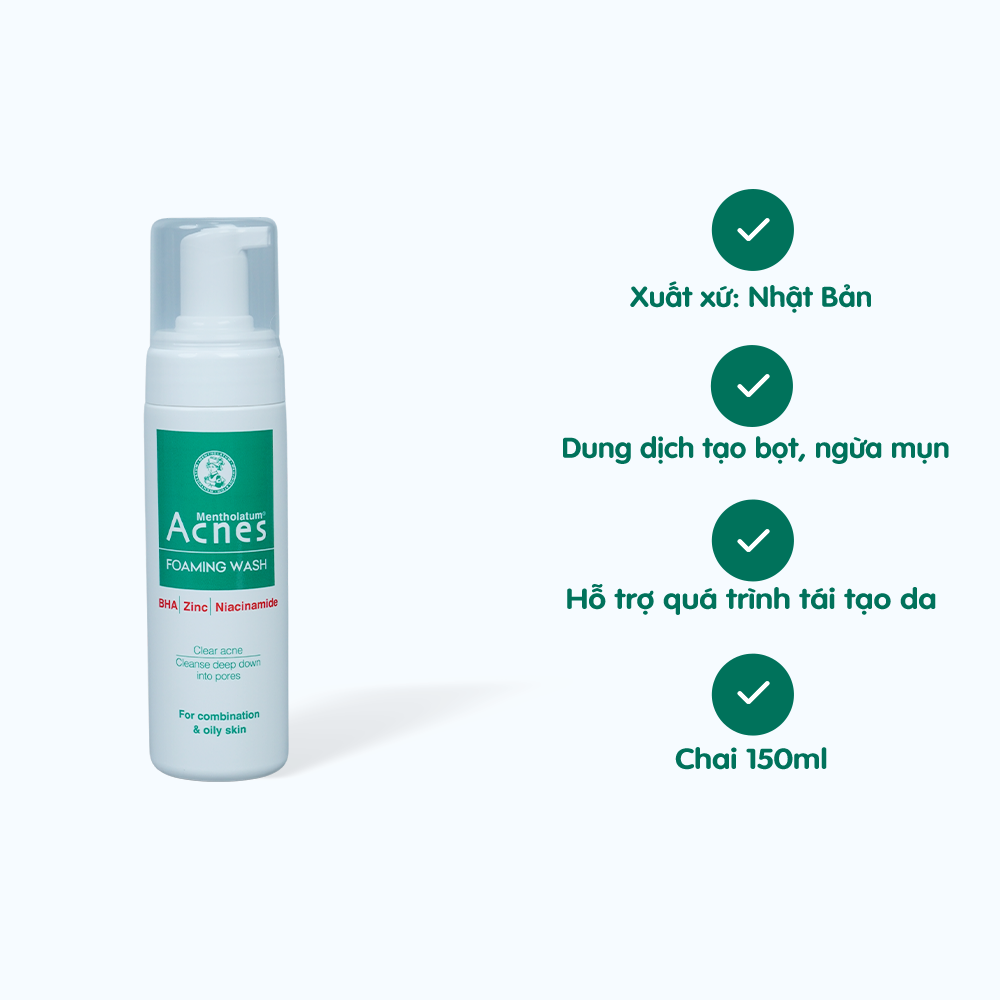 Mentholatum®
Acnes
FOAMING WASH
BHA | Zinc | Niacinamide
Clear acne
Cleanse deep down
into pores
For combination
& oily skin
Xuất xứ: Nhật Bản
Dung dịch tạo bọt, ngừa mụn
Hỗ trợ quá trình tái tạo da
Chai 150ml